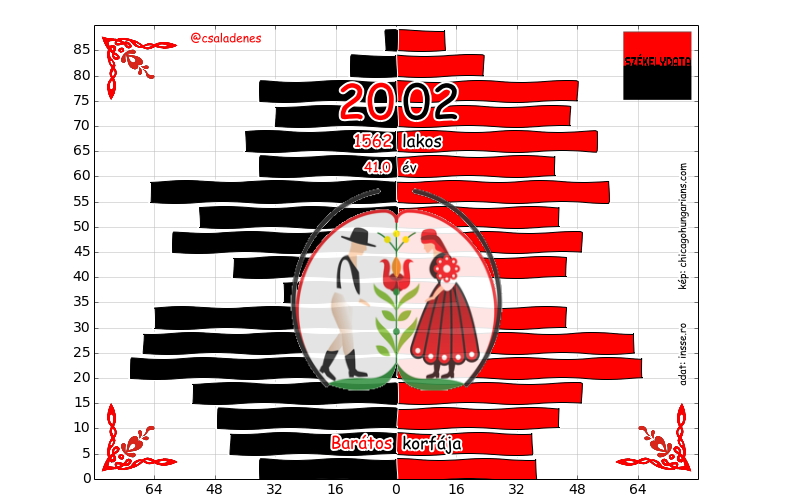 @csaladenes
SZÉKELYDATA
2002
1562 lakos
41,0 év
kép: chicagohungarians.com
adat: insse.ro
Barátos korfája
85
80
75
70
65
60
55
50
45
40
35
30
25
20
15
10
5
0
64 48 32 16 0 16 32 48 64